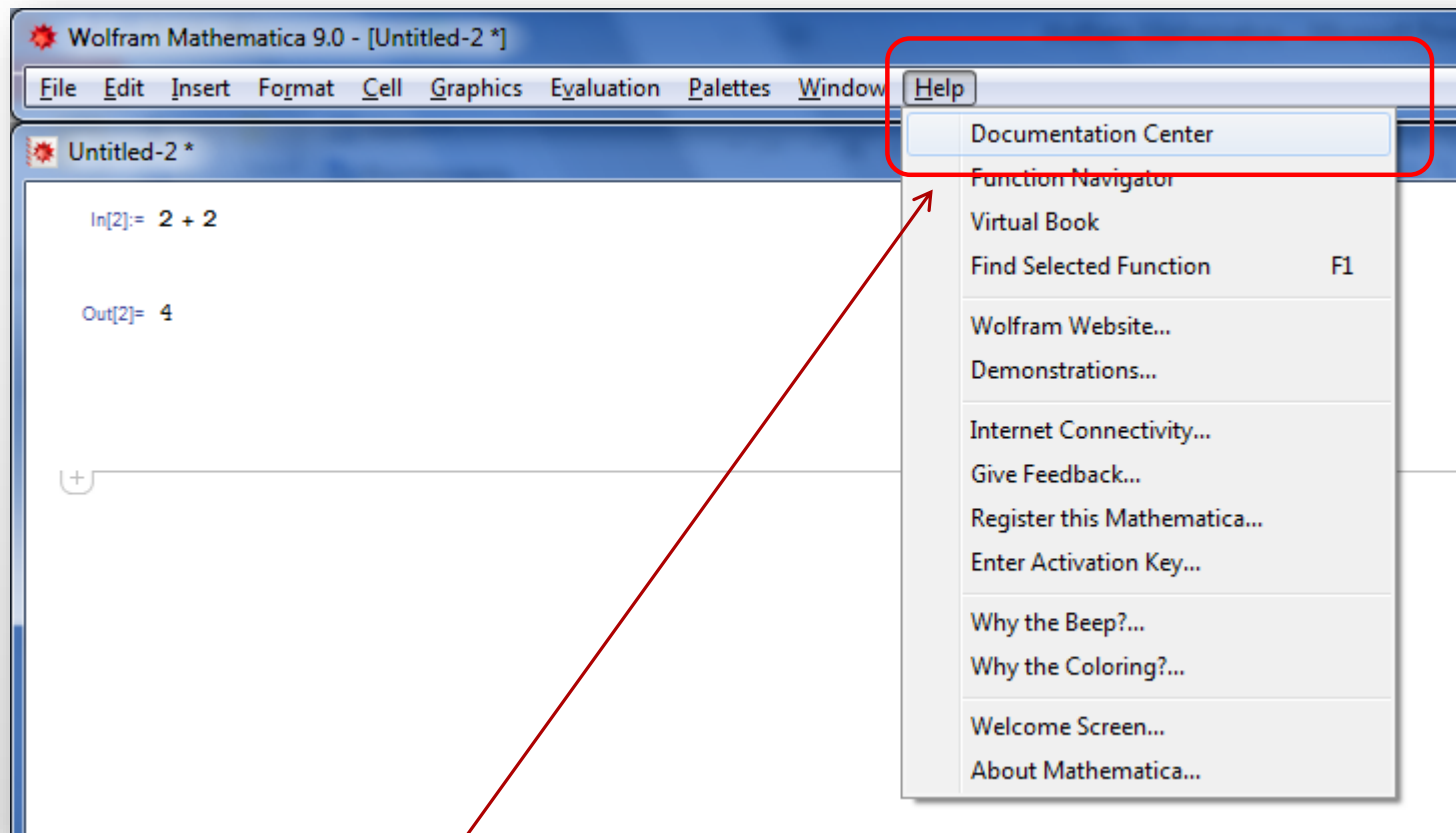 Wolfram Mathematica 9.0 - [Untitled-2 *]
File Edit Insert Format Cell Graphics Evaluation Palettes Window Help
Untitled-2 *
In[2]:= 2 + 2
Out[2]= 4
Documentation Center
Function Navigator
Virtual Book
Find Selected Function F1
Wolfram Website...
Demonstrations...
Internet Connectivity...
Give Feedback...
Register this Mathematica...
Enter Activation Key...
Why the Beep?...
Why the Coloring?...
Welcome Screen...
About Mathematica...